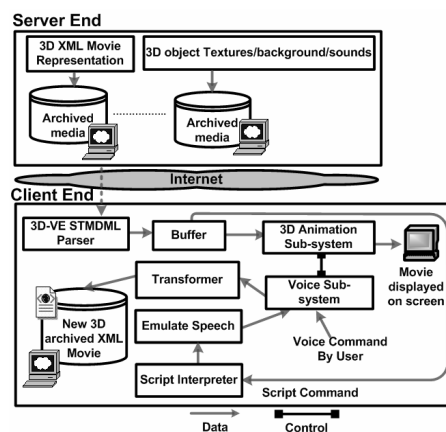 Server End
3D XML Movie
Representation
3D object Textures/background/sounds
Archived
media
Archived
media
Internet
Client End
3D-VE STMDML
Parser
Buffer
3D Animation
Sub-system
Movie
displayed
on screen
Transformer
Voice Sub-
system
New 3D
archived XML
Movie
Emulate Speech
Voice Command
By User
Script Interpreter
Script Command
Data
Control